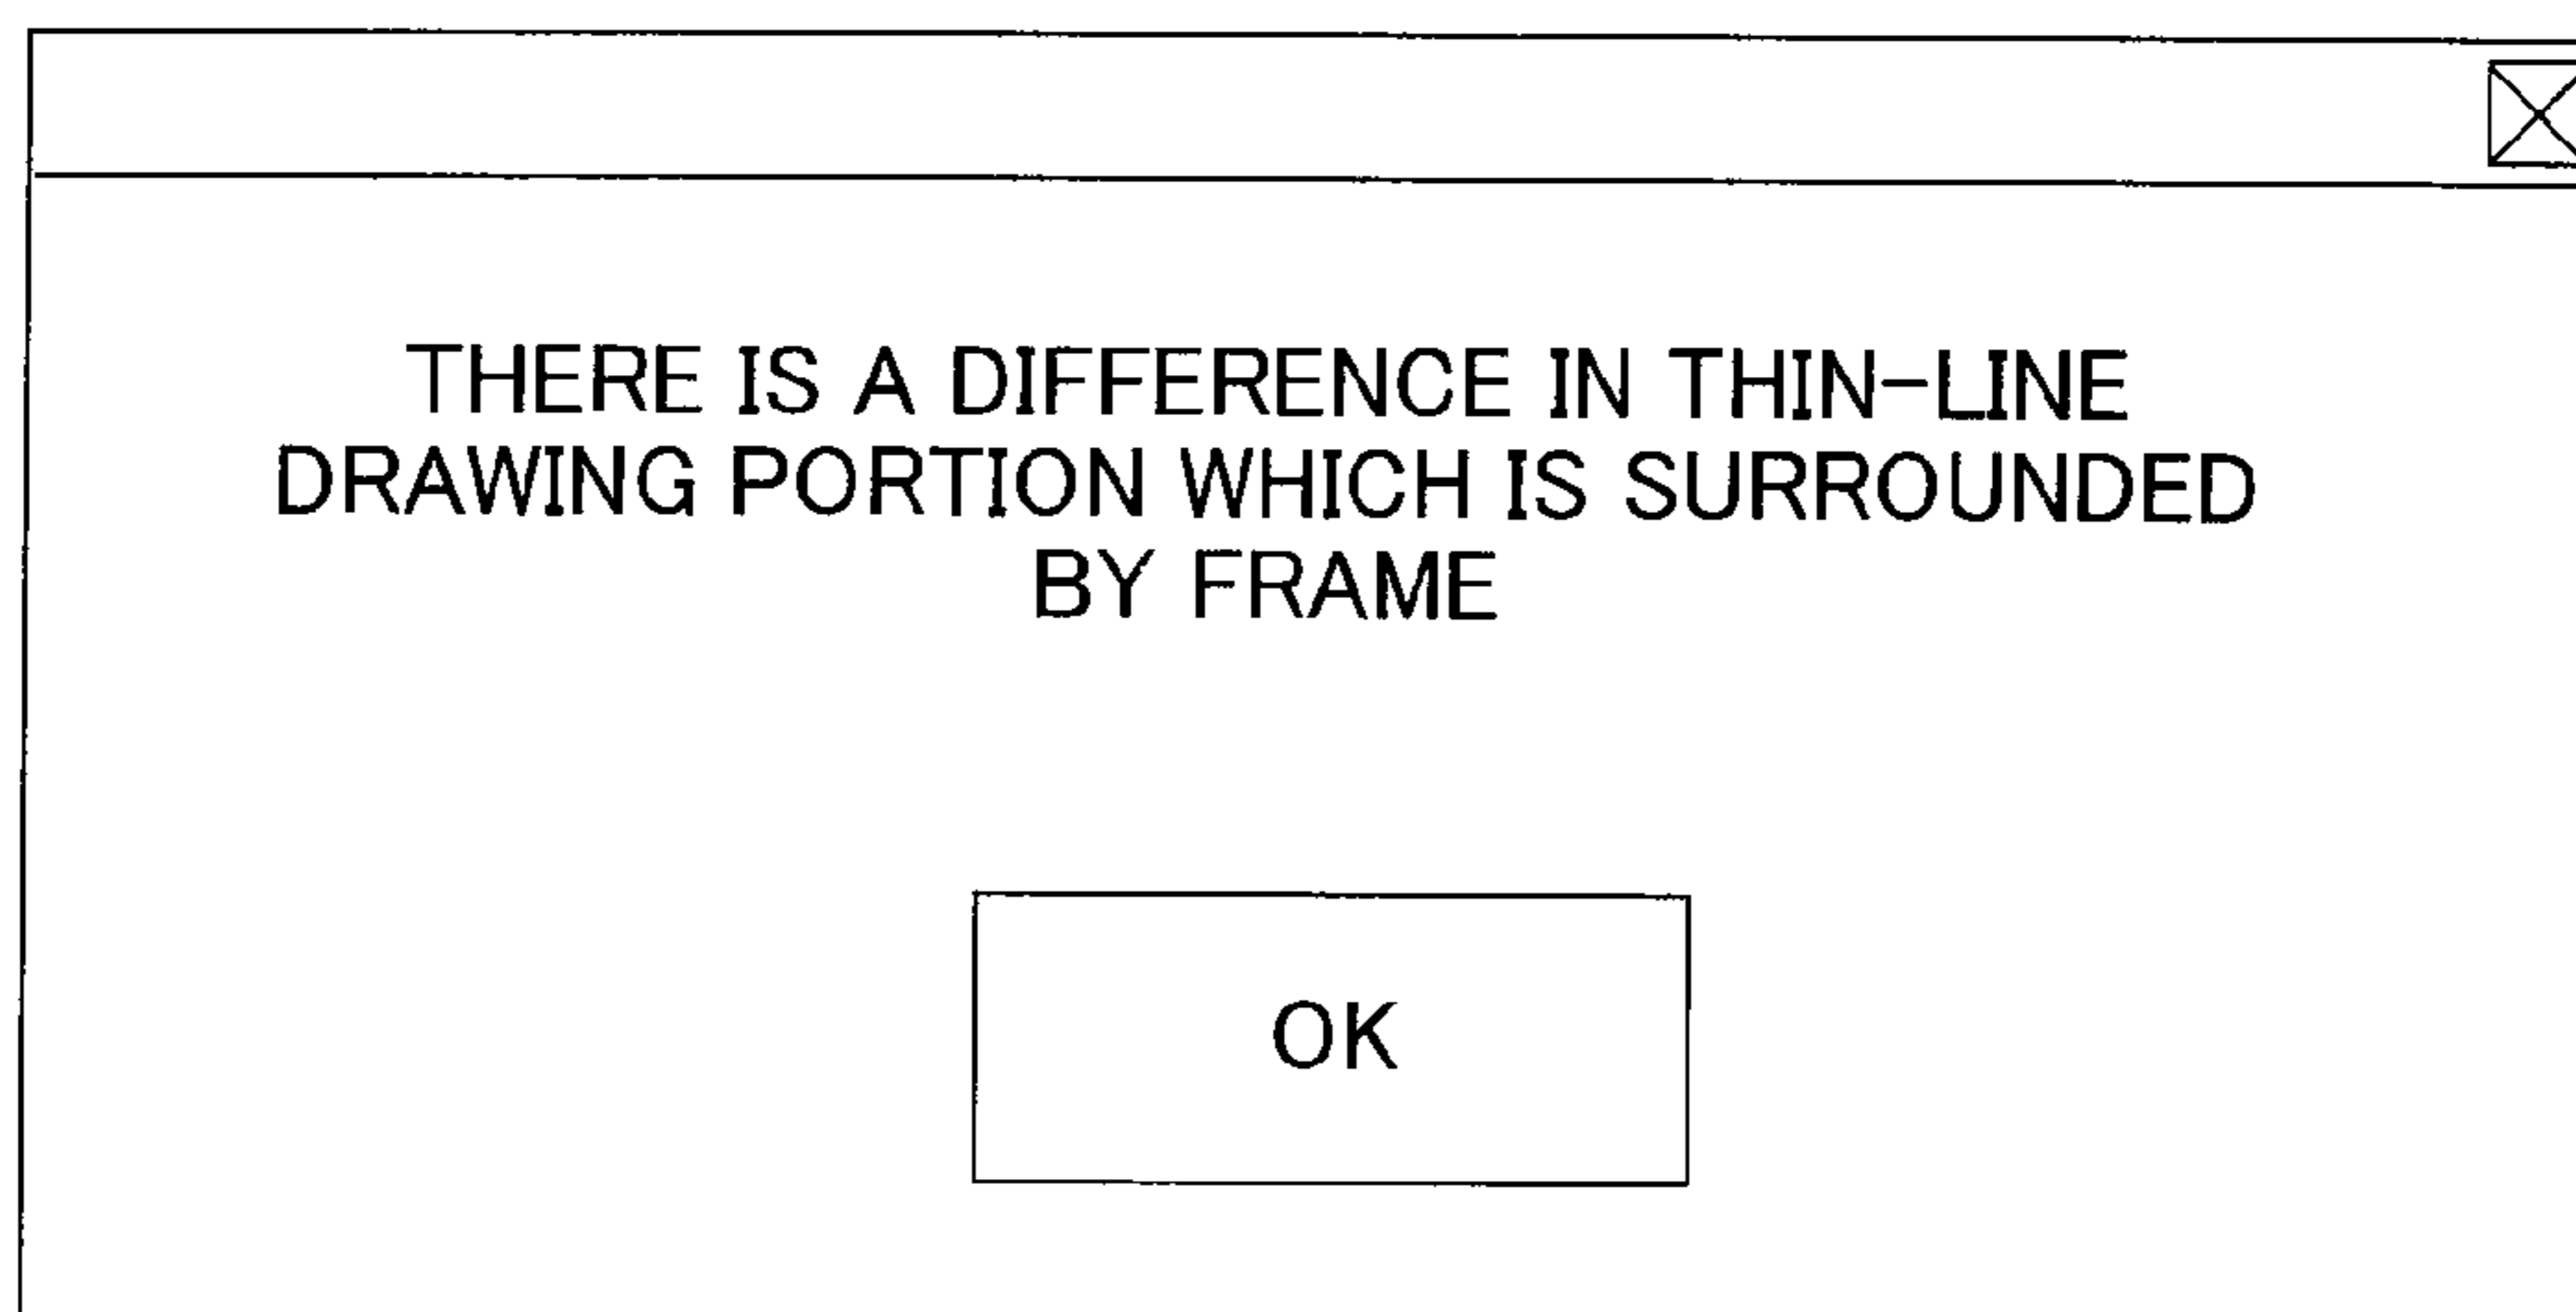 THERE IS A DIFFERENCE IN THIN-LINE
DRAWING PORTION WHICH IS SURROUNDED
BY FRAME
OK